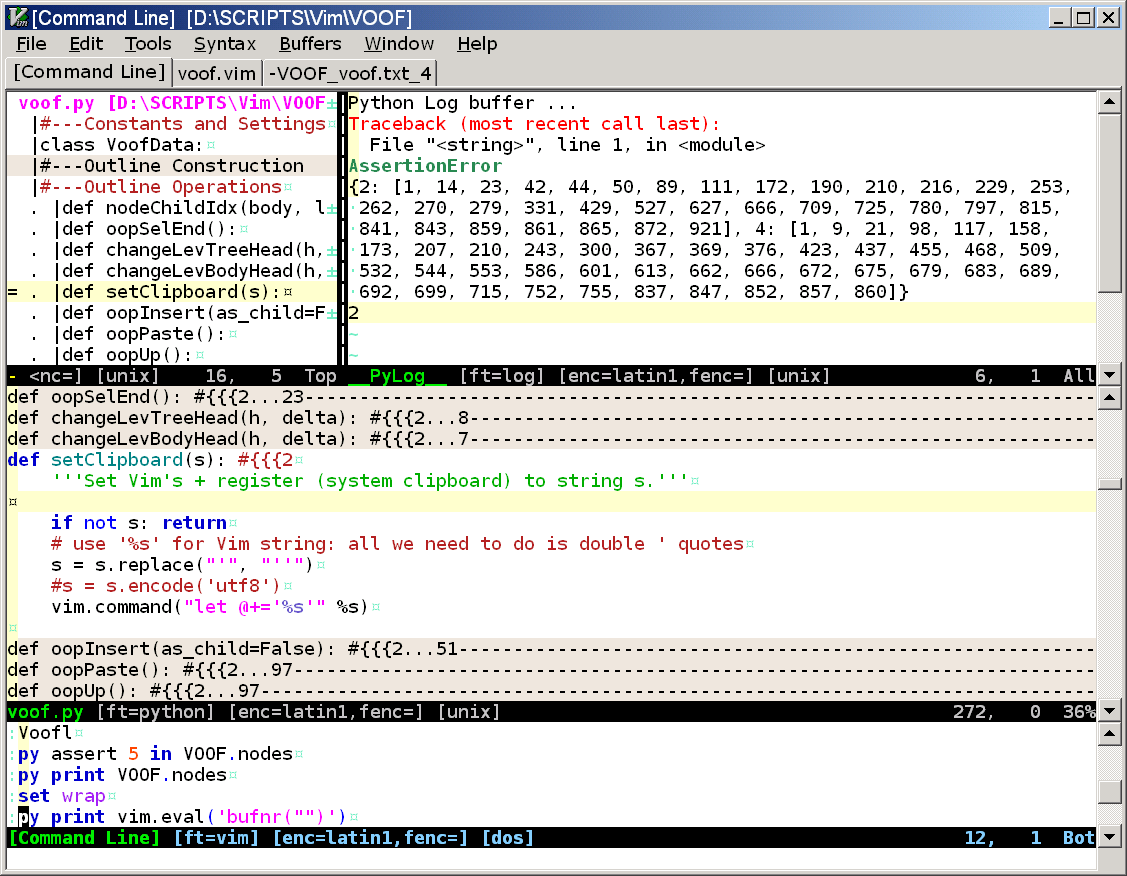 [Command Line] [D:\SCRIPTS\Vim\VOOF]
File Edit Tools Syntax Buffers Window Help
[Command Line] voof.vim -VOOF_voof.txt_4
voof.py [D:\SCRIPTS\Vim\VOOF±
|#---Constants and Settings¤
|class VoofData:¤
|#---Outline Construction
|#---Outline Operations¤
. |def nodeChildIdx(body, l±
. |def oopSelEnd():¤
. |def changeLevTreeHead(h,±
. |def changeLevBodyHead(h,±
= . |def setClipboard(s):¤
. |def oopInsert(as_child=F±
. |def oopPaste():¤
. |def oopUp():¤
- <nc=] [unix] 16, 5 Top
Python Log buffer ...
Traceback (most recent call last):
File "<string>", line 1, in <module>
AssertionError
{2: [1, 14, 23, 42, 44, 50, 89, 111, 172, 190, 210, 216, 229, 253,
262, 270, 279, 331, 429, 527, 627, 666, 709, 725, 780, 797, 815,
841, 843, 859, 861, 865, 872, 921], 4: [1, 9, 21, 98, 117, 158,
173, 207, 210, 243, 300, 367, 369, 376, 423, 437, 455, 468, 509,
532, 544, 553, 586, 601, 613, 662, 666, 672, 675, 679, 683, 689,
692, 699, 715, 752, 755, 837, 847, 852, 857, 860]}
2
~
~
__PyLog__ [ft=log] [enc=latin1,fenc=] [unix] 6, 1 All
def oopSelEnd(): #{{{2...23------------------------------------------------------------------------
def changeLevTreeHead(h, delta): #{{{2...8---------------------------------------------------------
def changeLevBodyHead(h, delta): #{{{2...7---------------------------------------------------------
def setClipboard(s): #{{{2¤
'''Set Vim's + register (system clipboard) to string s.'''¤
¤
if not s: return¤
# use '%s' for Vim string: all we need to do is double ' quotes¤
s = s.replace("'", "''")¤
#s = s.encode('utf8')¤
vim.command("let @+='%s'" %s)¤
¤
def oopInsert(as_child=False): #{{{2...51----------------------------------------------------------
def oopPaste(): #{{{2...97-------------------------------------------------------------------------
def oopUp(): #{{{2...97----------------------------------------------------------------------------
voof.py [ft=python] [enc=latin1,fenc=] [unix] 272, 0 36%
:Voofl¤
:py assert 5 in VOOF.nodes¤
:py print VOOF.nodes¤
:set wrap¤
:py print vim.eval('bufnr("")')¤
[Command Line] [ft=vim] [enc=latin1,fenc=] [dos] 12, 1 Bot